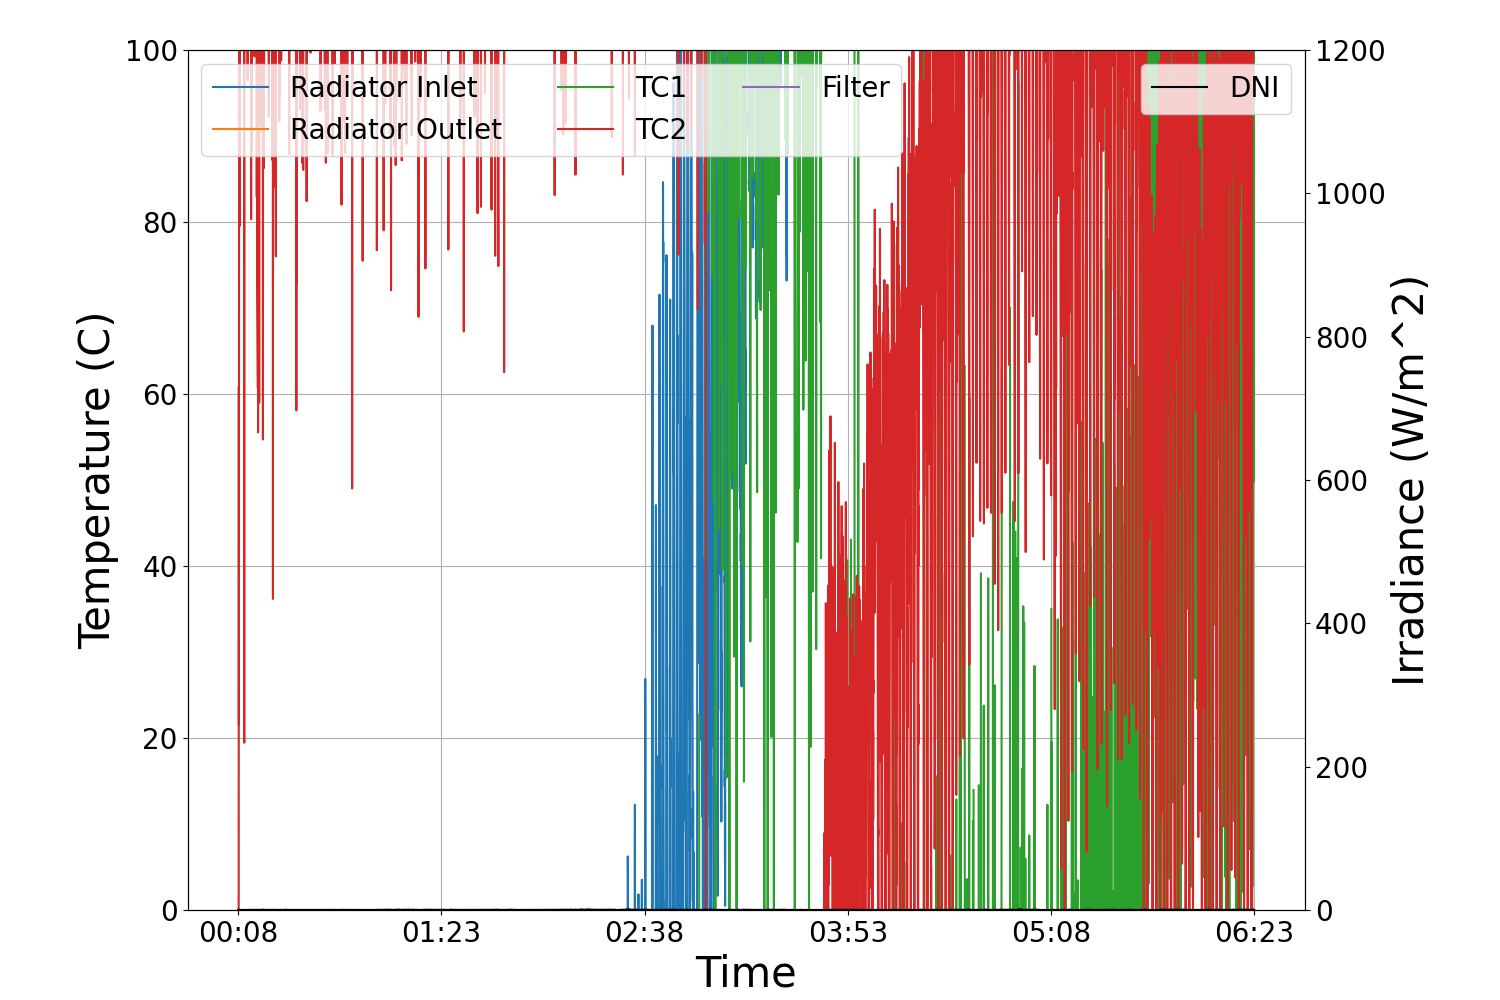 100
80
60
40
20
0
Temperature (C)
Radiator Inlet
Radiator Outlet
TC1
TC2
Filter
DNI
1200
1000
800
600
400
200
0
Irradiance (W/m^2)
00:08
01:23
02:38
03:53
05:08
06:23
Time